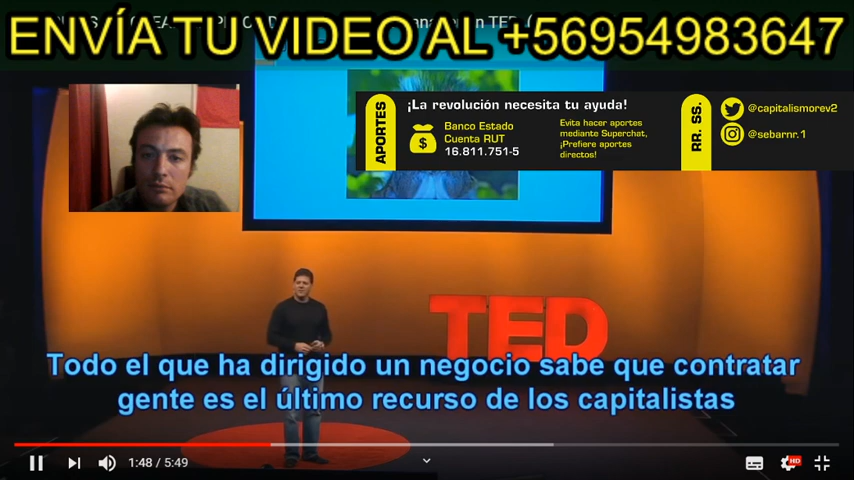 ENVÍA TU VIDEO AL +56954983647
APORTES
¡La revolución necesita tu ayuda!
$
Banco Estado
Cuenta RUT
16.811.751-5
Evita hacer aportes
mediante Superchat,
¡Prefiere aportes
directos!
RR. SS.
@capitalismorev2
@sebarnr.1
TED
Todo el que ha dirigido un negocio sabe que contratar
gente es el último recurso de los capitalistas
1:48 / 5:49
HD